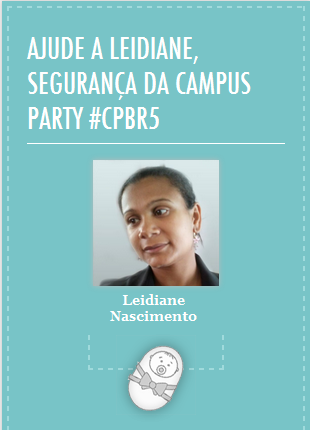 AJUDE A LEIDIANE,
SEGURANÇA DA CAMPUS
PARTY #CPBR5
Leidiane
Nascimento